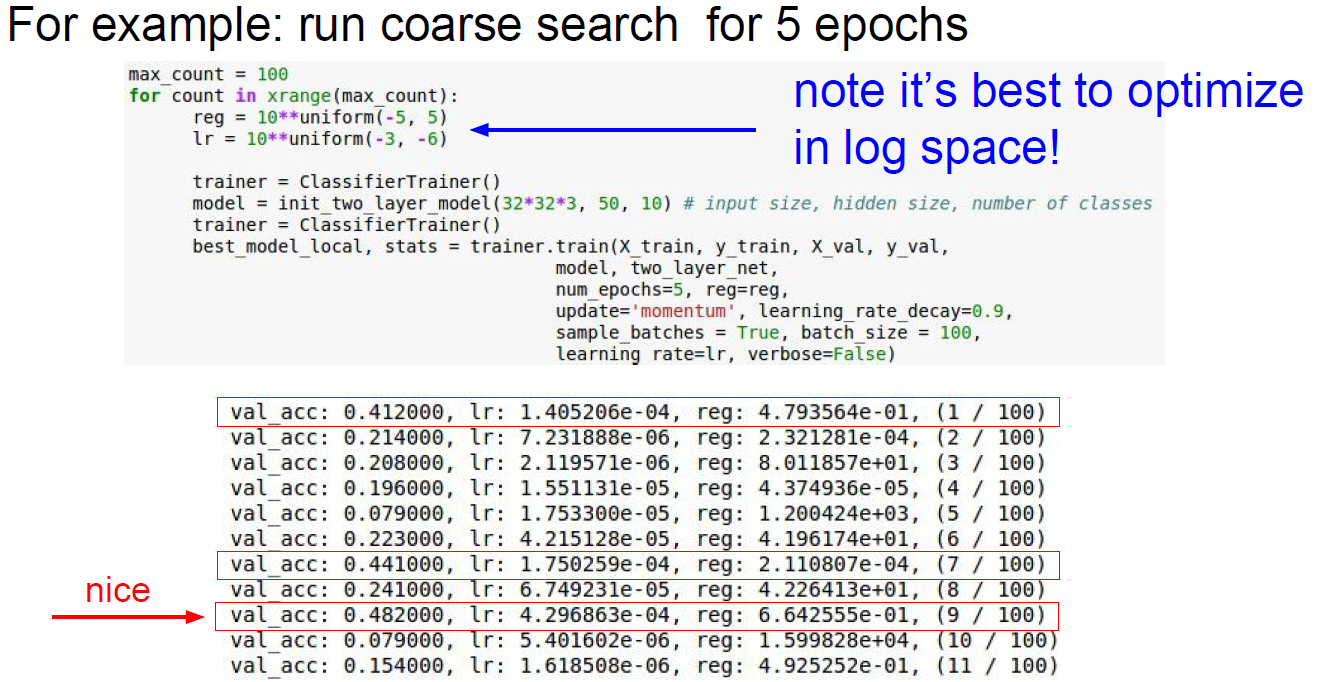 For example: run coarse search for 5 epochs
max_count = 100
for count in xrange(max_count):
reg = 10**uniform(-5, 5)
lr = 10**uniform(-3, -6)
note it's best to optimize
in log space!
trainer = ClassifierTrainer()
model = init_two_layer_model(32*32*3, 50, 10) # input size, hidden size, number of classes
trainer = ClassifierTrainer()
best_model_local, stats = trainer.train(X_train, y_train, X_val, y_val,
model, two_layer_net,
num_epochs=5, reg=reg,
update='momentum', learning_rate_decay=0.9,
sample_batches = True, batch_size = 100,
learning_rate=lr, verbose=False)
val_acc: 0.412000, lr: 1.405206e-04, reg: 4.793564e-01, (1 / 100)
val_acc: 0.214000, lr: 7.231888e-06, reg: 2.321281e-04, (2 / 100)
val_acc: 0.208000, lr: 2.119571e-06, reg: 8.011857e+01, (3 / 100)
val_acc: 0.196000, lr: 1.551131e-05, reg: 4.374936e-05, (4 / 100)
val_acc: 0.079000, lr: 1.753300e-05, reg: 1.200424e+03, (5 / 100)
val_acc: 0.223000, lr: 4.215128e-05, reg: 4.196174e+01, (6 / 100)
val_acc: 0.441000, lr: 1.750259e-04, reg: 2.110807e-04, (7 / 100)
val_acc: 0.241000, lr: 6.749231e-05, reg: 4.226413e+01, (8 / 100)
nice
val_acc: 0.482000, lr: 4.296863e-04, reg: 6.642555e-01, (9 / 100)
val_acc: 0.079000, lr: 5.401602e-06, reg: 1.599828e+04, (10 / 100)
val_acc: 0.154000, lr: 1.618508e-06, reg: 4.925252e-01, (11 / 100)